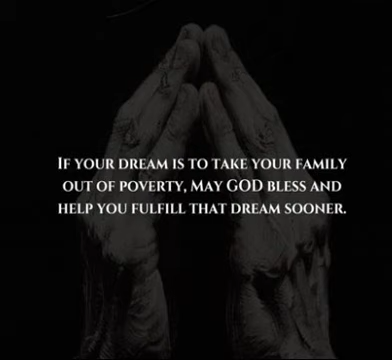 If your dream is to take your family
out of poverty, May GOD bless and
help you fulfill that dream sooner.